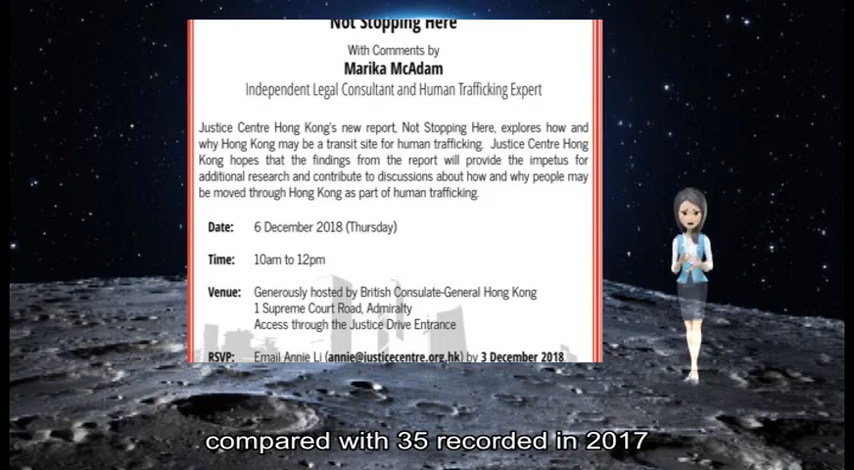 Not Stopping Here
With Comments by
Marika McAdam
Independent Legal Consultant and Human Trafficking Expert
Justice Centre Hong Kong's new report, Not Stopping Here, explores how and
why Hong Kong may be a transit site for human trafficking. Justice Centre Hong
Kong hopes that the findings from the report will provide the impetus for
additional research and contribute to discussions about how and why people may
be moved through Hong Kong as part of human trafficking.
Date: 6 December 2018 (Thursday)
Time: 10am to 12pm
Venue: Generously hosted by British Consulate-General Hong Kong
1 Supreme Court Road, Admiralty
Access through the Justice Drive Entrance
RSVP: Email Annie Li (annie@justicecentre.org.hk) by 3 December 2018
compared with 35 recorded in 2017